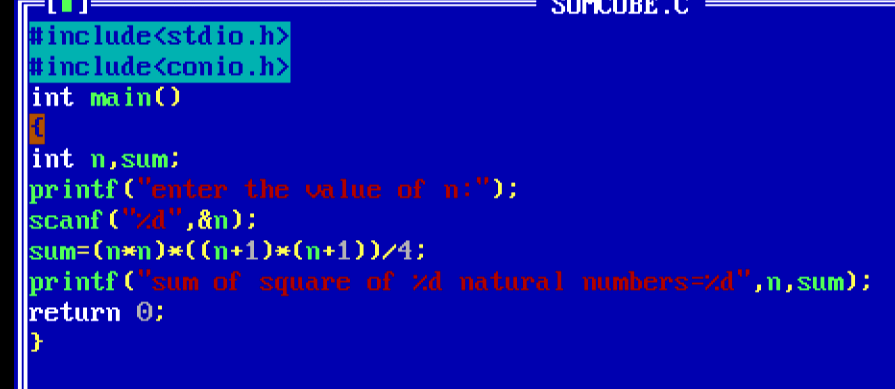 SUMCUBE.C
#include<stdio.h>
#include<conio.h>
int main()
{
int n,sum;
printf("enter the value of n:");
scanf("%d",&n);
sum=(n*n)*((n+1)*(n+1))/4;
printf("sum of square of %d natural numbers=%d",n,sum);
return 0;
}